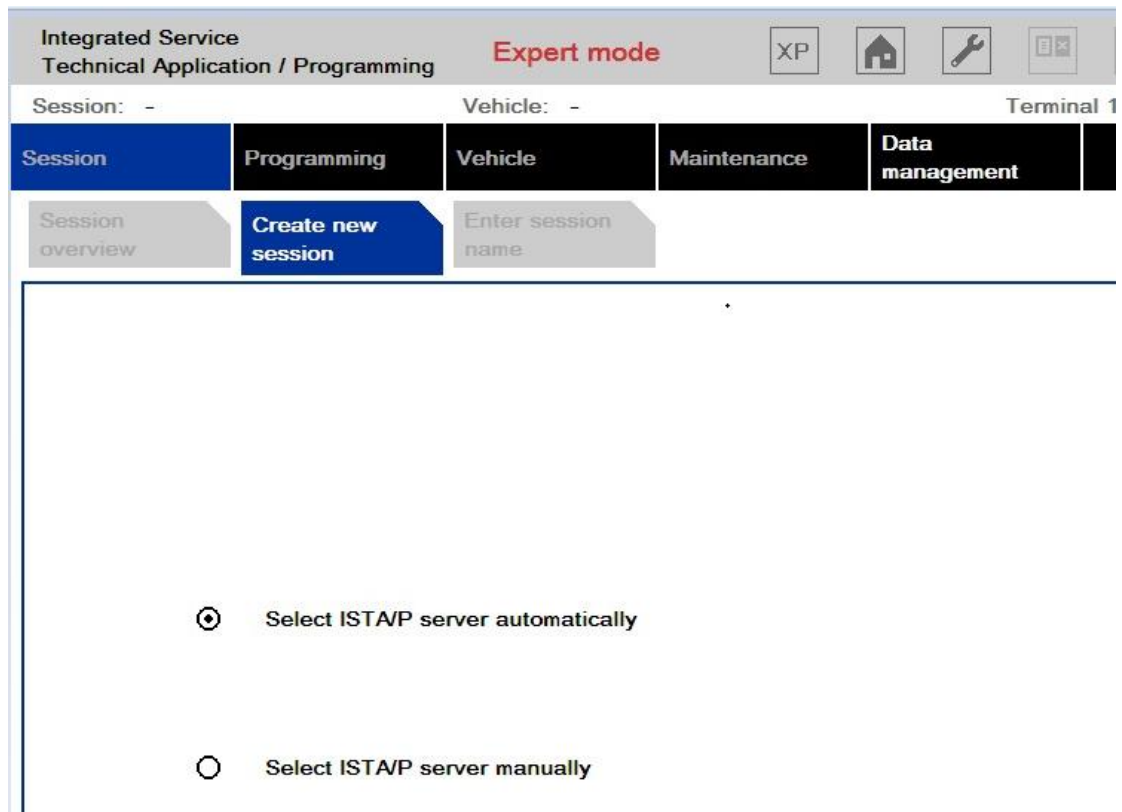 Integrated Service
Technical Application / Programming
Expert mode
XP
Session: -
Vehicle: -
Terminal 1
Session
Programming
Vehicle
Maintenance
Data
management
Session
overview
Create new
session
Enter session
name
Select ISTA/P server automatically
Select ISTA/P server manually